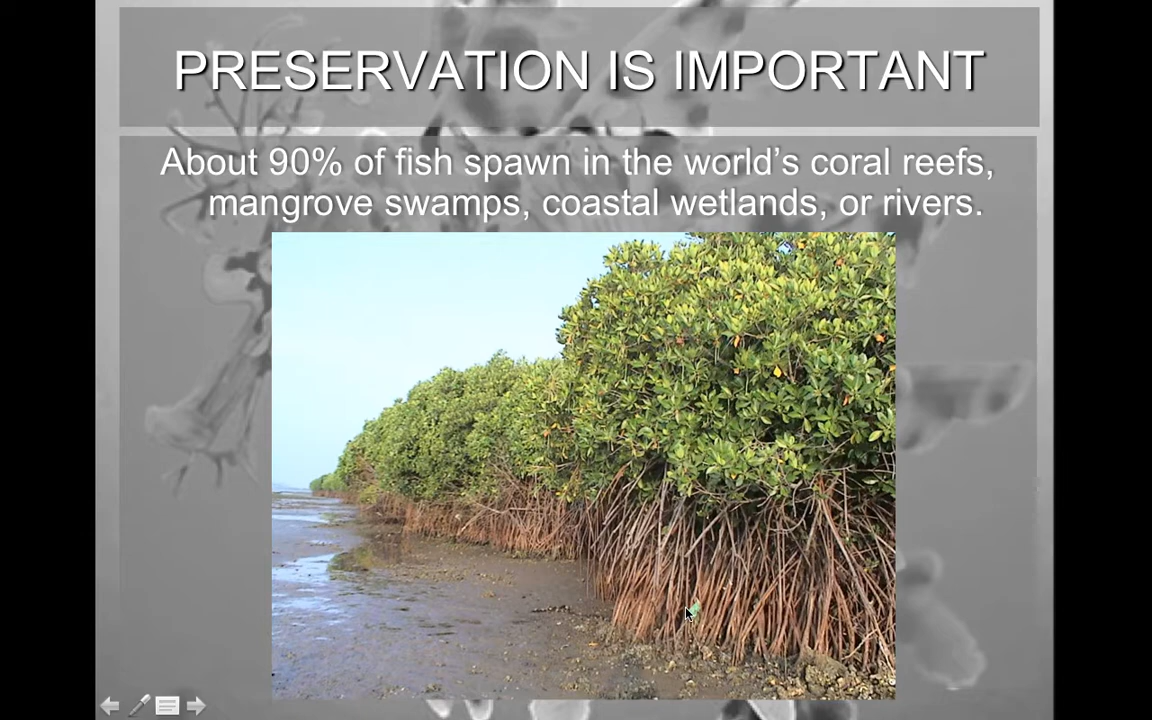 PRESERVATION IS IMPORTANT
About 90% of fish spawn in the world’s coral reefs,
mangrove swamps, coastal wetlands, or rivers.